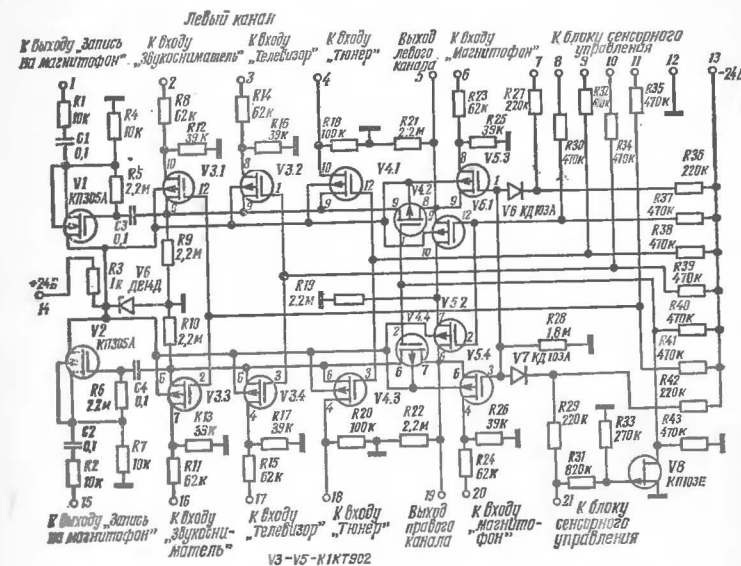 Левый канал
К выходу „Запись на магнитофон"
К входу „Звукосниматель"
К входу „Телевизор"
К входу „Тюнер"
Выход левого канала
К входу „Магнитофон"
К блоку сенсорного управления
1
2
3
4
5
6
7
8
9
10
11
12
13
-24В
R1
10к
R4
10к
C1
0,1
R5
2,2м
V1
КП305А
C3
0,1
R8
62к
R12
39к
V3.1
R14
62к
R16
39к
V3.2
R18
100к
V4.1
R21
2,2м
R23
62к
R25
39к
V5.3
V4.2
V5.1
V6 КД103А
R27
220к
R30
470к
R32
R34
470к
R35
470к
R36
220к
R37
470к
R38
470к
R39
470к
R40
470к
R41
470к
R42
220к
R43
470к
+24В
14
R3
1к
V6
R9
2,2м
R10
2,2м
R19
2,2м
V5.2
V4.4
V5.4
R28
V7 КД103А
V2
КП305А
R6
2,2м
C4
0,1
C2
0,1
R2
10к
R7
10к
V3.3
R13
39к
R11
62к
V3.4
R17
39к
R15
62к
V4.3
R20
100к
R22
2,2м
R26
39к
R24
62к
R29
220к
R33
270к
R31
820к
V8
КП103Е
15
16
17
18
19
20
21
К выходу „Запись на магнитофон"
К входу „Звукосни-матель"
К входу „Телевизор"
К входу „Тюнер"
Выход правого канала
К входу „магнито-фон"
К блоку сенсорного управления
V3-V5-К1КТ902